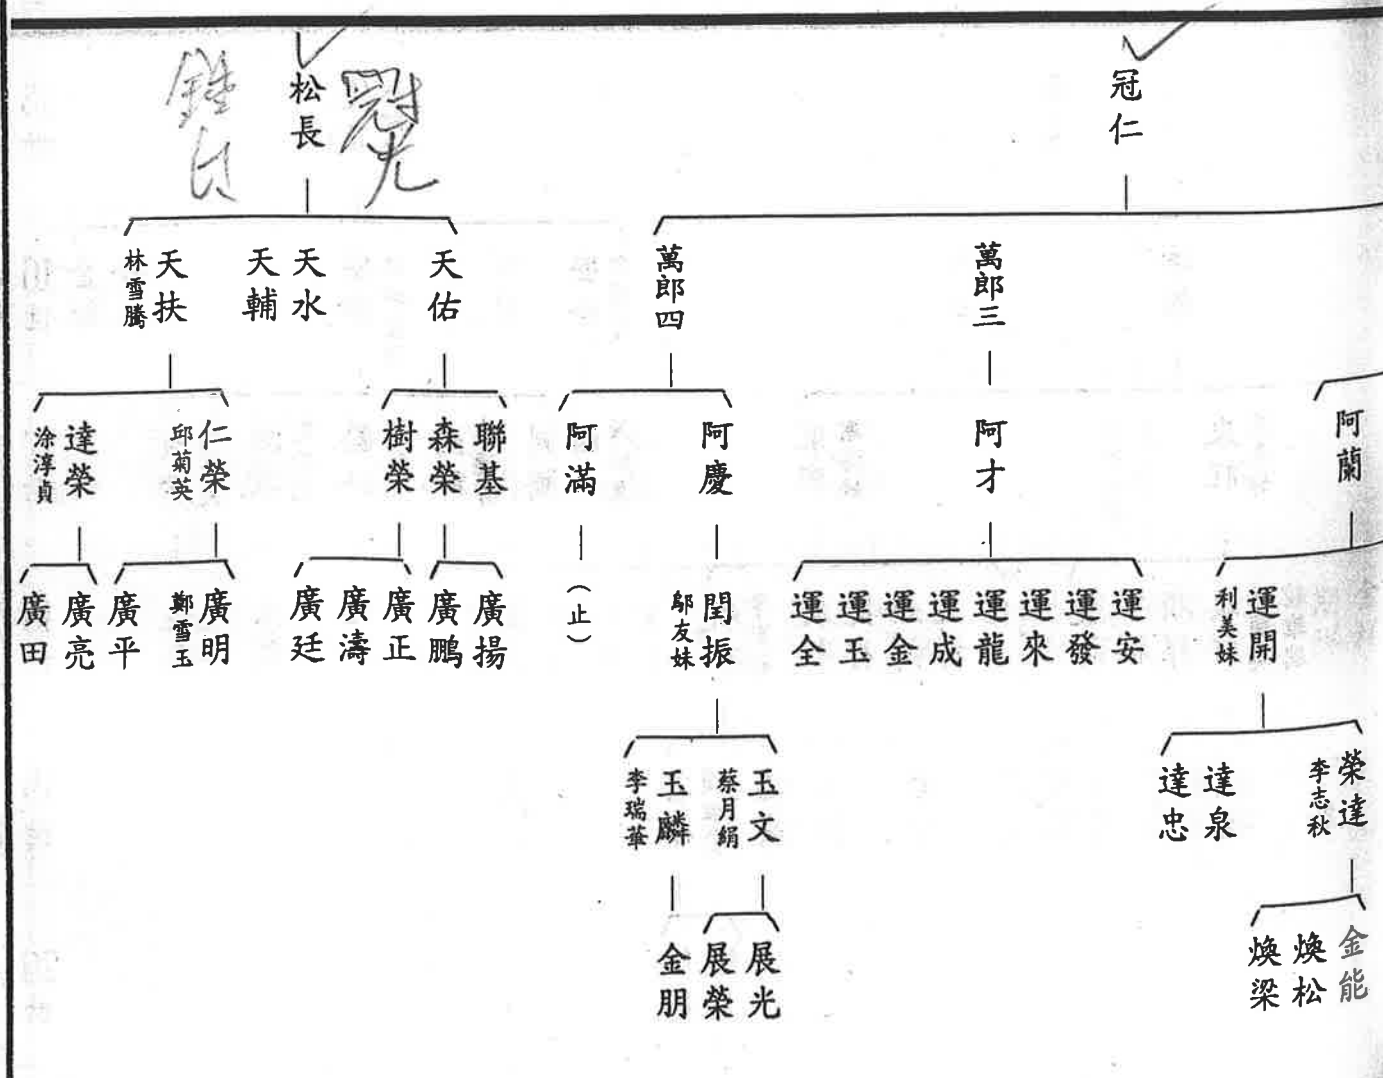 冠仁
松長
萬郎三
萬郎四
天佑
天水
天輔
天扶
林雪騰
阿蘭
阿才
阿慶
阿滿
聯基
森榮
樹榮
仁榮
邱菊英
達榮
涂淳貞
運開
利美妹
運安
運發
運來
運龍
運成
運金
運玉
運全
閏振
鄔友妹
（止）
廣揚
廣鵬
廣正
廣濤
廣廷
廣明
鄭雪玉
廣平
廣亮
廣田
榮達
李志秋
達泉
達忠
玉文
蔡月絹
玉麟
李瑞華
金能
煥松
煥梁
展光
展榮
金朋